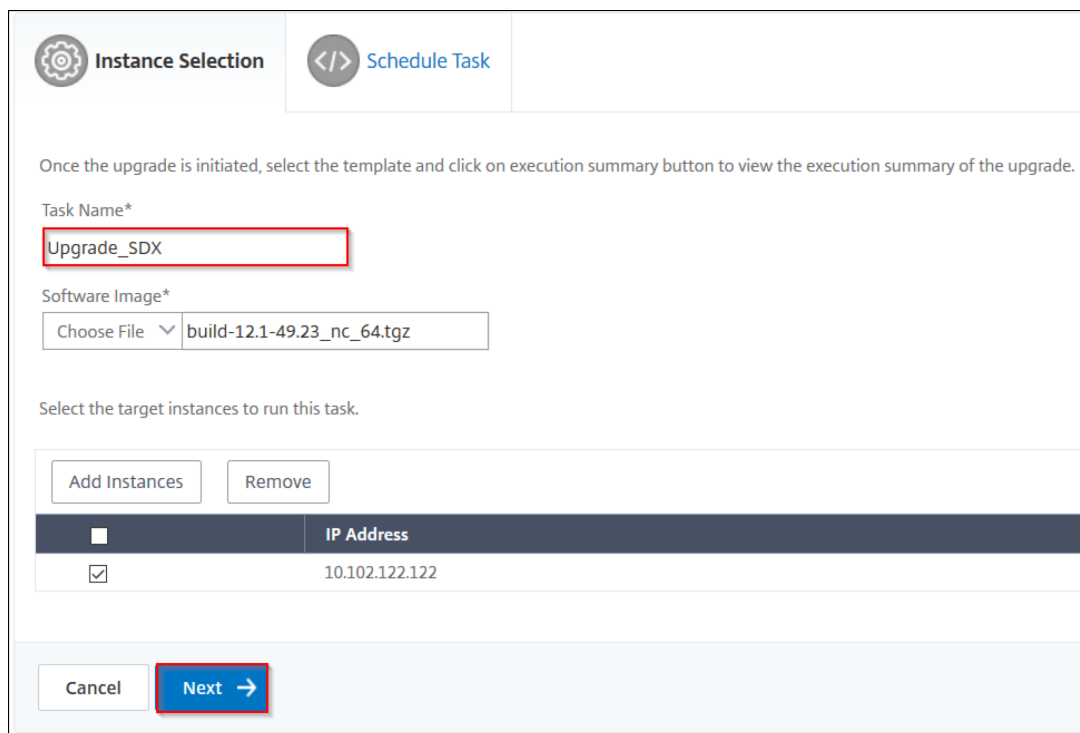 Instance Selection
</> Schedule Task
Once the upgrade is initiated, select the template and click on execution summary button to view the execution summary of the upgrade.
Task Name*
Upgrade_SDX
Software Image*
Choose File build-12.1-49.23_nc_64.tgz
Select the target instances to run this task.
Add Instances Remove
IP Address
10.102.122.122
Cancel Next →